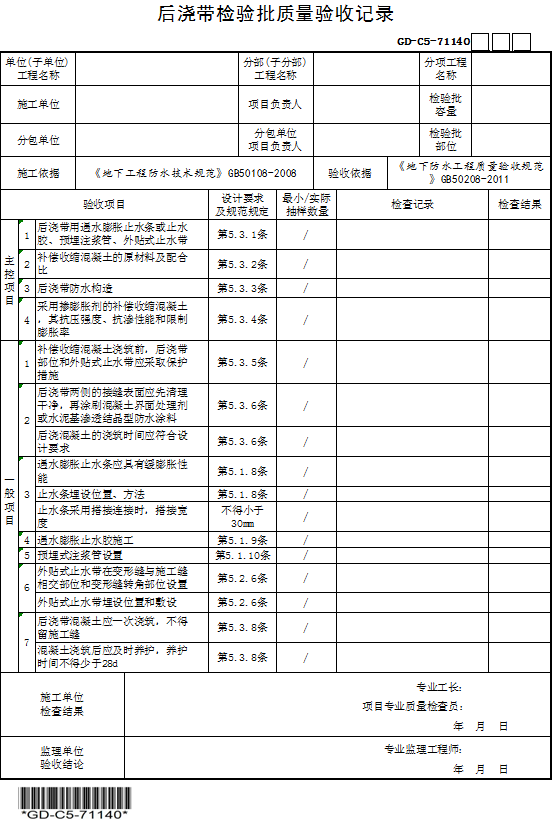 后浇带检验批质量验收记录
GD-C5-71140
单位(子单位)
工程名称
分部(子分部)
工程名称
分项工程
名称
施工单位
项目负责人
检验批
容量
分包单位
分包单位
项目负责人
检验批
部位
施工依据
《地下工程防水技术规范》GB50108-2008
验收依据
《地下防水工程质量验收规范
》GB50208-2011
验收项目
设计要求
及规范规定
最小/实际
抽样数量
检查记录
检查结果
主控项目
1
后浇带用遇水膨胀止水条或止水
胶、预埋注浆管、外贴式止水带
第5.3.1条
/
2
补偿收缩混凝土的原材料及配合
比
第5.3.2条
/
3
后浇带防水构造
第5.3.3条
/
4
采用掺膨胀剂的补偿收缩混凝土
，其抗压强度、抗渗性能和限制
膨胀率
第5.3.4条
/
一般项目
1
补偿收缩混凝土浇筑前，后浇带
部位和外贴式止水带应采取保护
措施
第5.3.5条
/
2
后浇带两侧的接缝表面应先清理
干净，再涂刷混凝土界面处理剂
或水泥基渗透结晶型防水涂料
第5.3.6条
/
后浇混凝土的浇筑时间应符合设
计要求
第5.3.6条
/
3
遇水膨胀止水条应具有缓膨胀性
能
第5.1.8条
/
止水条埋设位置、方法
第5.1.8条
/
止水条采用搭接连接时，搭接宽
度
不得小于
30mm
/
4
遇水膨胀止水胶施工
第5.1.9条
/
5
预埋式注浆管设置
第5.1.10条
/
6
外贴式止水带在变形缝与施工缝
相交部位和变形缝转角部位设置
第5.2.6条
/
外贴式止水带埋设位置和敷设
第5.2.6条
/
7
后浇带混凝土应一次浇筑，不得
留施工缝
第5.3.8条
/
混凝土浇筑后应及时养护，养护
时间不得少于28d
第5.3.8条
/
施工单位
检查结果
专业工长：
项目专业质量检查员：
年 月 日
监理单位
验收结论
专业监理工程师：
年 月 日
*GD-C5-71140*